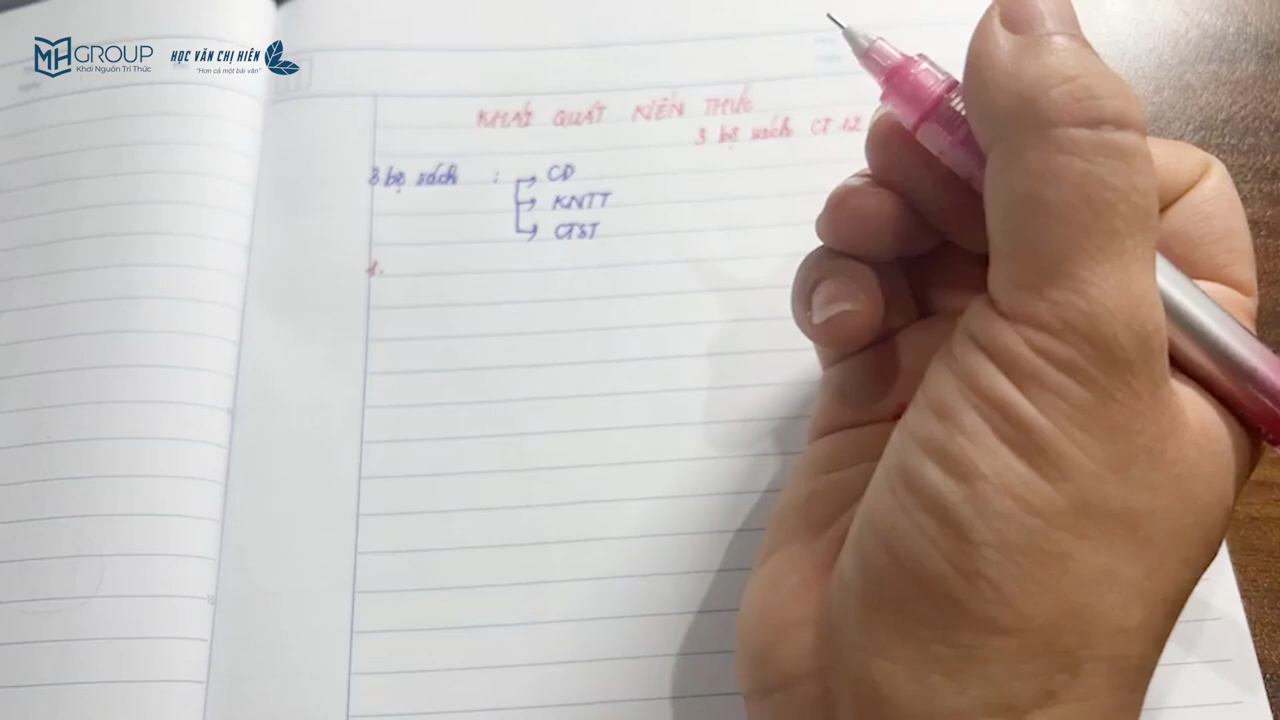 MH GROUP
Khơi Nguồn Tri Thức
HỌC VĂN CHỊ HIÊN
"Hơn cả một bài văn"
KHÁI QUÁT KIẾN THỨC
3 bộ sách CT 12
3 bộ sách : CD
KNTT
CTST
1.